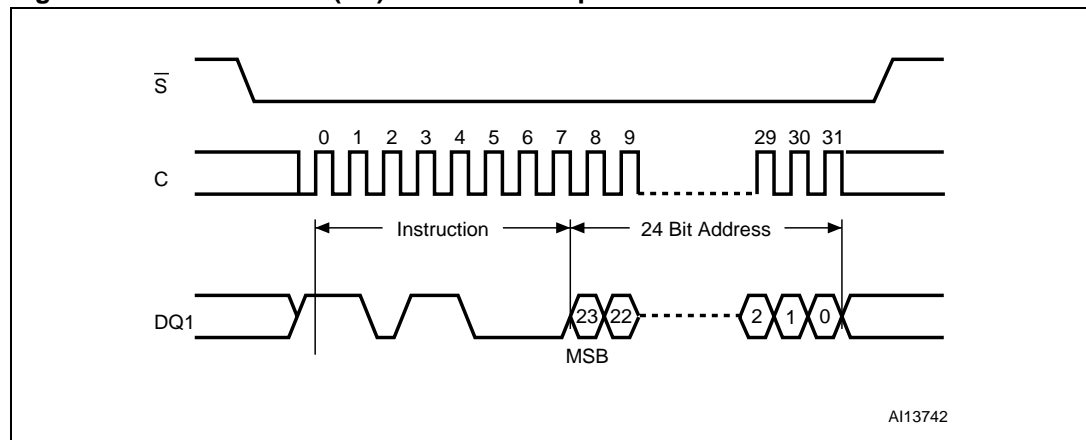 S
0 1 2 3 4 5 6 7 8 9 29 30 31
C
Instruction 24 Bit Address
DQ1 23 22 2 1 0
MSB
AI13742